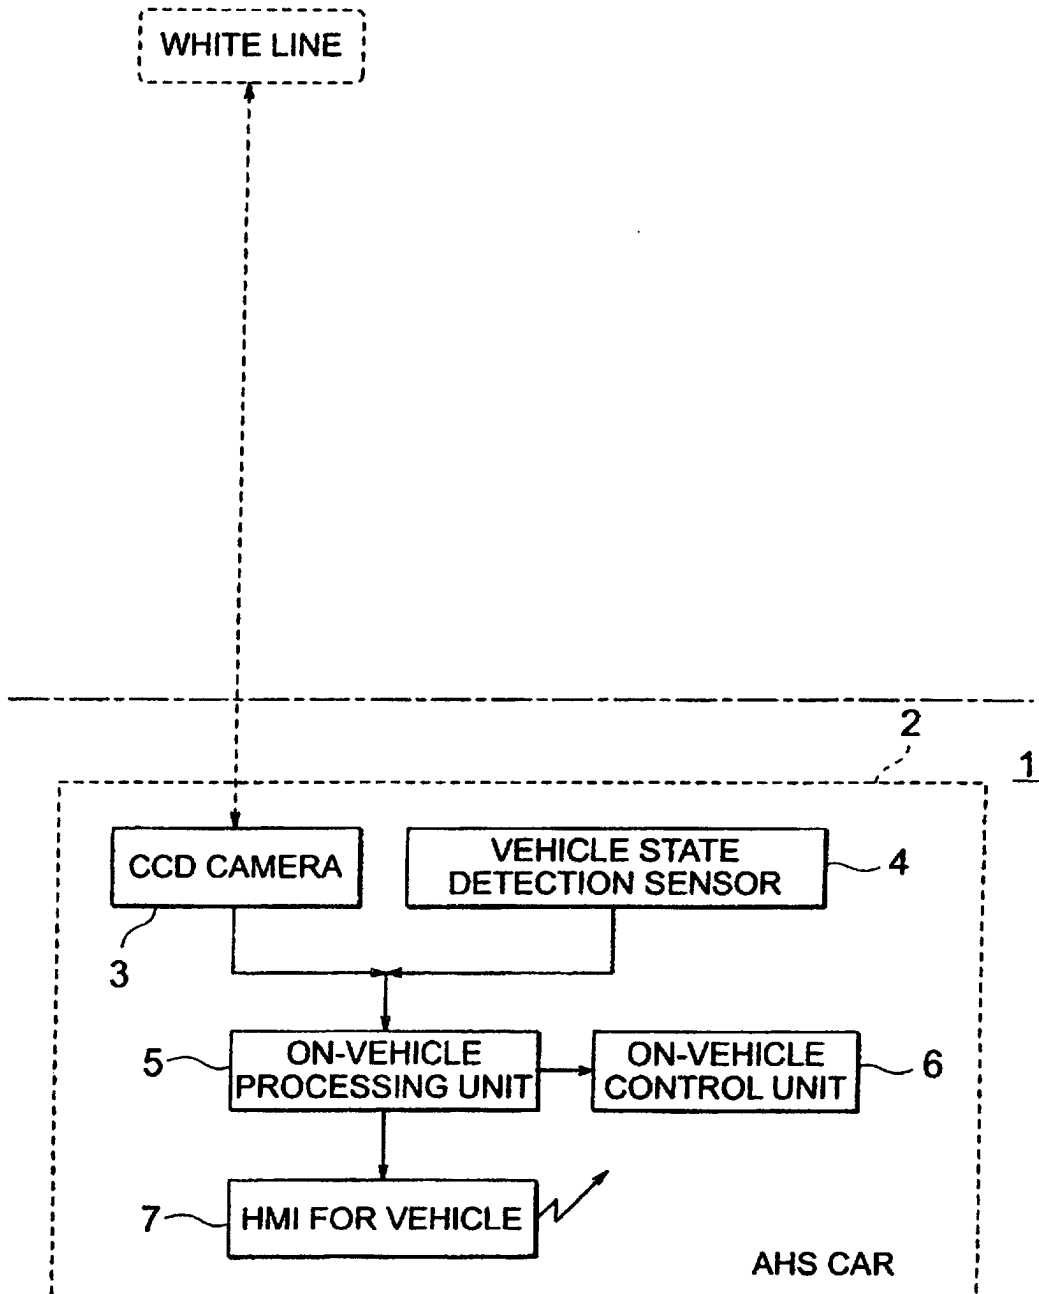 WHITE LINE
2
1
CCD CAMERA
VEHICLE STATE
DETECTION SENSOR
4
3
5
ON-VEHICLE
PROCESSING UNIT
ON-VEHICLE
CONTROL UNIT
6
7
HMI FOR VEHICLE
AHS CAR